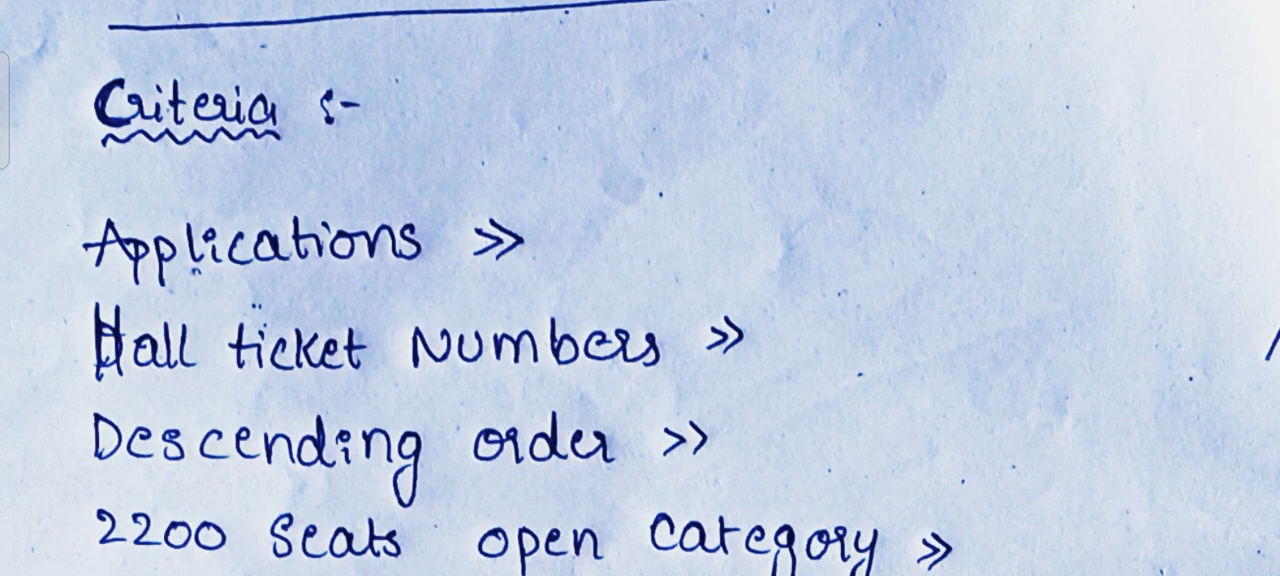 Criteria :-
Applications >>
Hall ticket Numbers >>
Descending order >>
2200 Seats open category >>